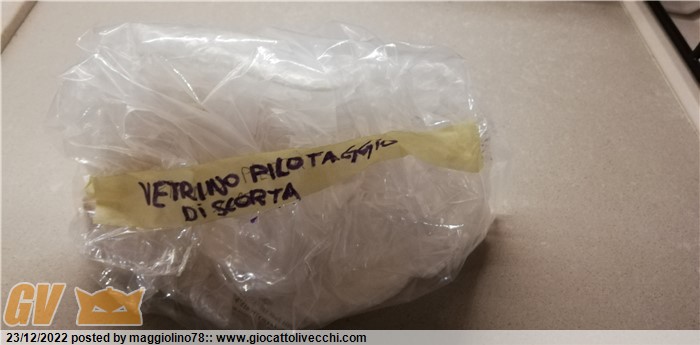 VETRINO PILOTAGGIO
DI SCORTA
GV
23/12/2022 posted by maggiolino78:: www.giocattolivecchi.com